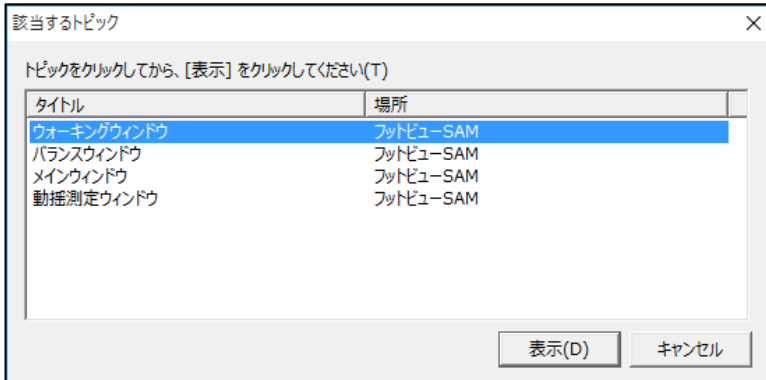 該当するトピック
トピックをクリックしてから、[表示] をクリックしてください(T)
タイトル 場所
ウォーキングウィンドウ フットビューSAM
バランスウィンドウ フットビューSAM
メインウィンドウ フットビューSAM
動揺測定ウィンドウ フットビューSAM
表示(D) キャンセル